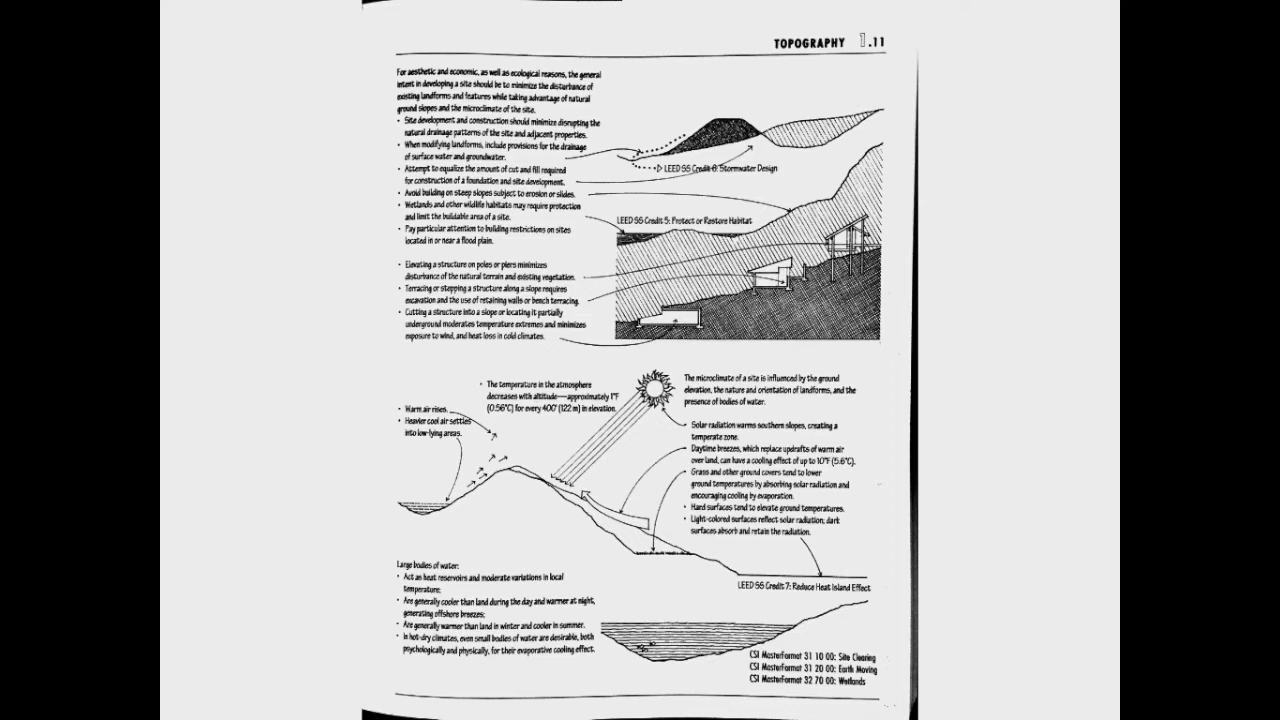 TOPOGRAPHY 1.11
For aesthetic and economic, as well as ecological reasons, the general
intent in developing a site should be to minimize the disturbance of
existing landforms and features while taking advantage of natural
ground slopes and the microclimate of the site.
• Site development and construction should minimize disrupting the
natural drainage patterns of the site and adjacent properties.
• When modifying landforms, include provisions for the drainage
of surface water and groundwater.
• Attempt to equalize the amount of cut and fill required
for construction of a foundation and site development.
• Avoid building on steep slopes subject to erosion or slides.
• Wetlands and other wildlife habitats may require protection
and limit the buildable area of a site.
• Pay particular attention to building restrictions on sites
located in or near a flood plain.
▷ LEED SS Credit 6: Stormwater Design
LEED SS Credit 5: Protect or Restore Habitat
• Elevating a structure on poles or piers minimizes
disturbance of the natural terrain and existing vegetation.
• Terracing or stepping a structure along a slope requires
excavation and the use of retaining walls or bench terracing.
• Cutting a structure into a slope or locating it partially
underground moderates temperature extremes and minimizes
exposure to wind, and heat loss in cold climates.
• The temperature in the atmosphere
decreases with altitude—approximately 1°F
(0.56°C) for every 400' (122 m) in elevation.
• Warm air rises.
• Heavier cool air settles
into low-lying areas.
The microclimate of a site is influenced by the ground
elevation, the nature and orientation of landforms, and the
presence of bodies of water.
• Solar radiation warms southern slopes, creating a
temperate zone.
• Daytime breezes, which replace updrafts of warm air
over land, can have a cooling effect of up to 10°F (5.6°C).
• Grass and other ground covers tend to lower
ground temperatures by absorbing solar radiation and
encouraging cooling by evaporation.
• Hard surfaces tend to elevate ground temperatures.
• Light-colored surfaces reflect solar radiation; dark
surfaces absorb and retain the radiation.
LEED SS Credit 7: Reduce Heat Island Effect
Large bodies of water:
• Act as heat reservoirs and moderate variations in local
temperature;
• Are generally cooler than land during the day and warmer at night,
generating offshore breezes;
• Are generally warmer than land in winter and cooler in summer.
• In hot-dry climates, even small bodies of water are desirable, both
psychologically and physically, for their evaporative cooling effect.
CSI MasterFormat 31 10 00: Site Clearing
CSI MasterFormat 31 20 00: Earth Moving
CSI MasterFormat 32 70 00: Wetlands